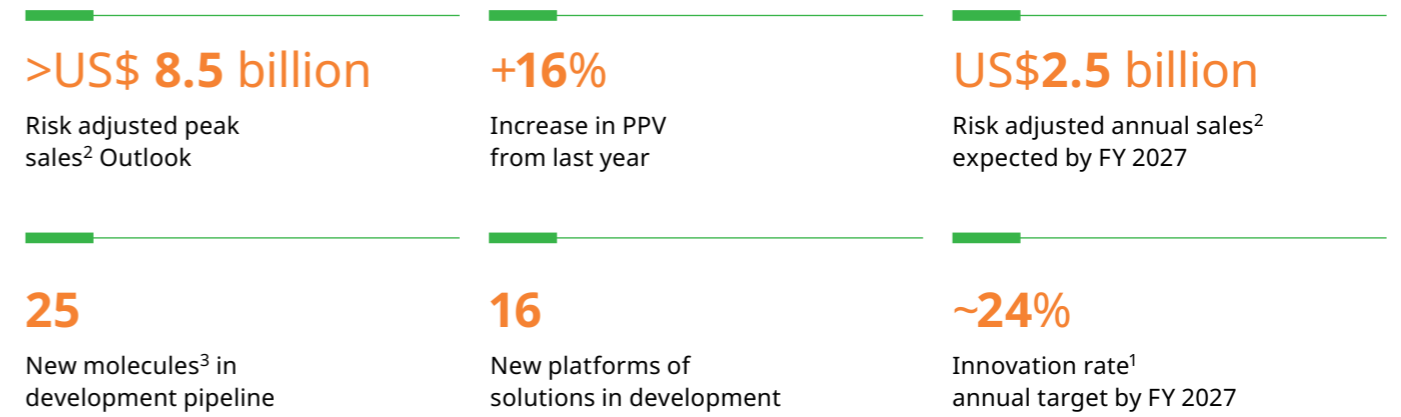 >US$ 8.5 billion
Risk adjusted peak
sales2 Outlook
+16%
Increase in PPV
from last year
US$2.5 billion
Risk adjusted annual sales2
expected by FY 2027
25
New molecules3 in
development pipeline
16
New platforms of
solutions in development
~24%
Innovation rate1
annual target by FY 2027